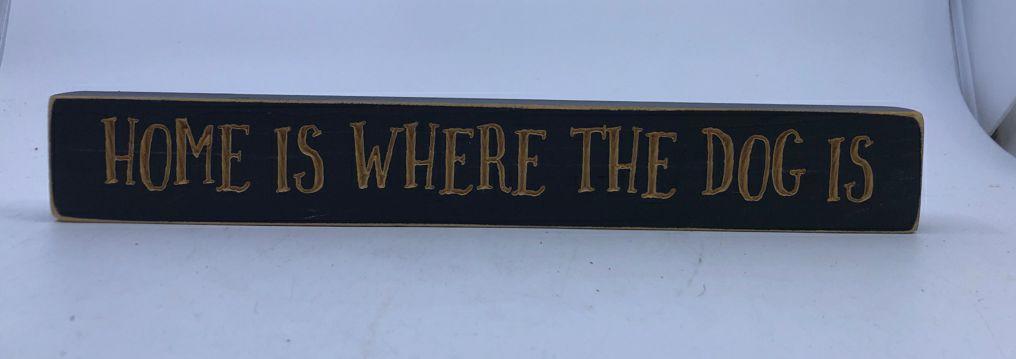 HOME IS WHERE THE DOG IS